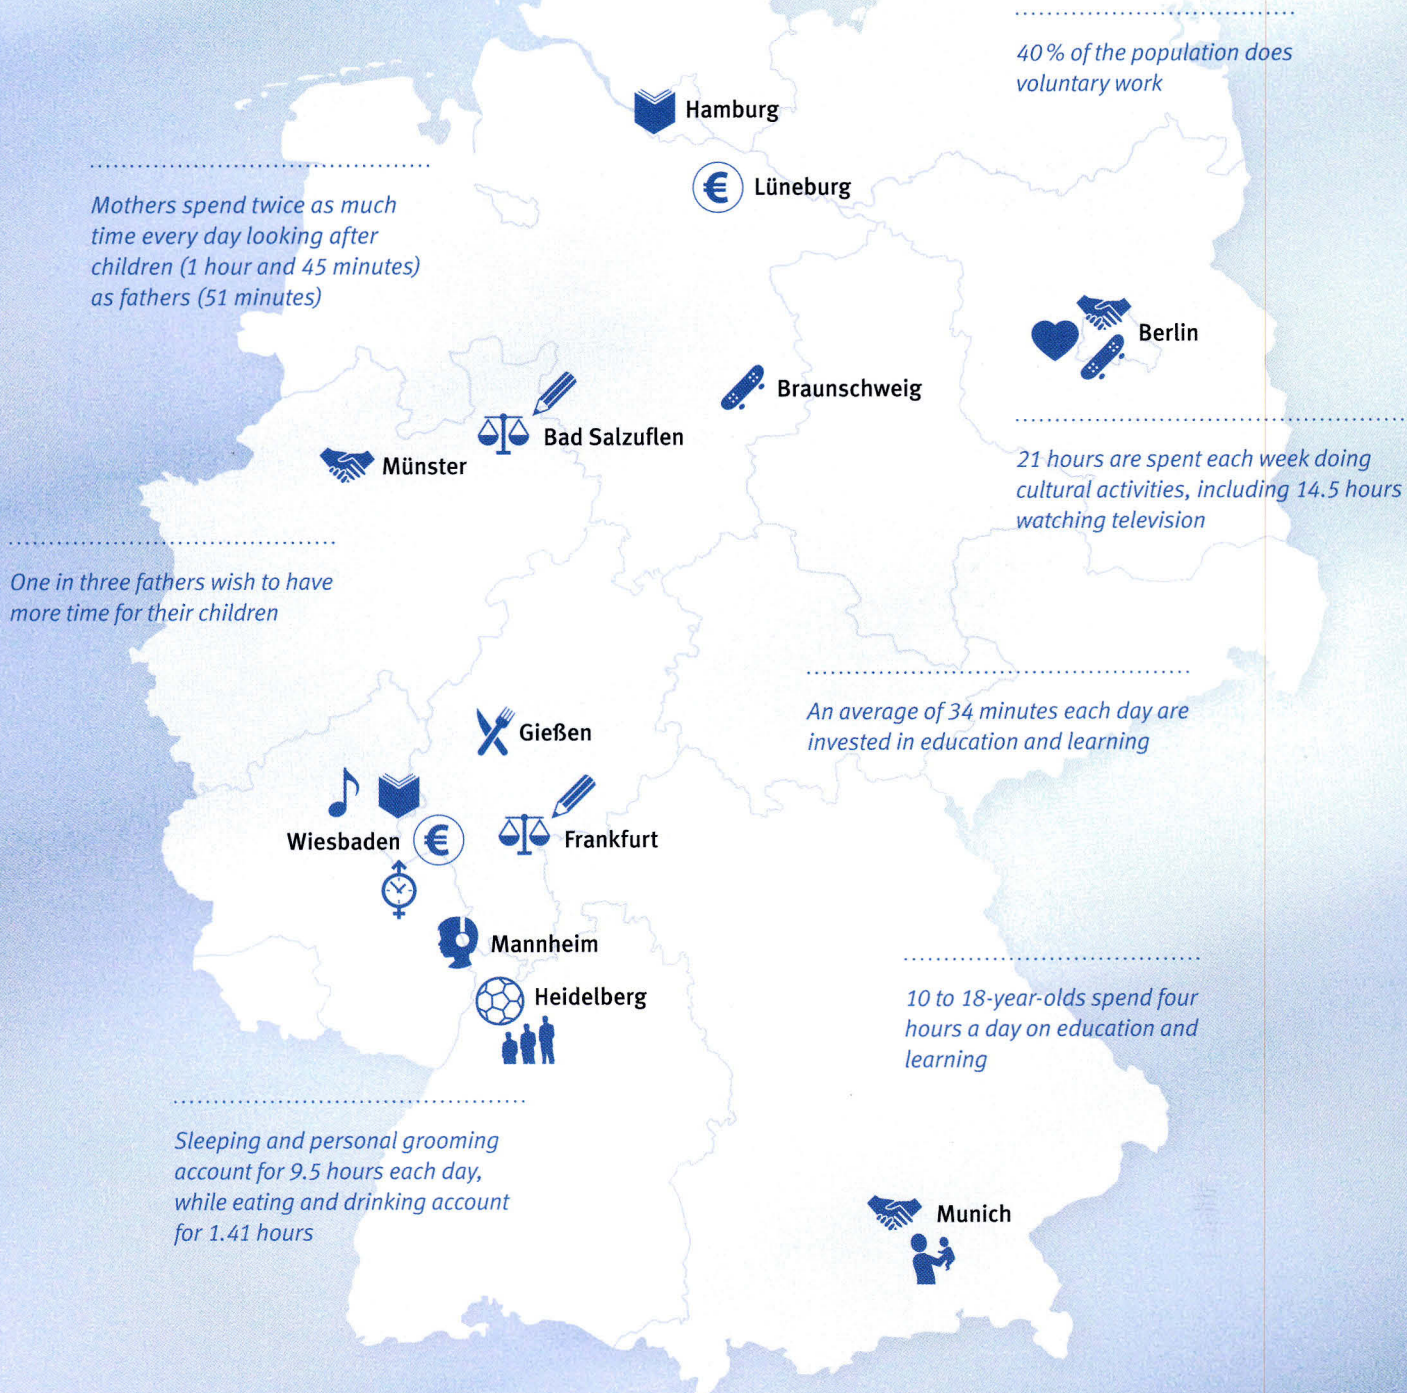 40 % of the population does
voluntary work
Hamburg
€ Lüneburg
Mothers spend twice as much
time every day looking after
children (1 hour and 45 minutes)
as fathers (51 minutes)
Berlin
Braunschweig
Bad Salzuflen
Münster
21 hours are spent each week doing
cultural activities, including 14.5 hours
watching television
One in three fathers wish to have
more time for their children
An average of 34 minutes each day are
invested in education and learning
Gießen
Wiesbaden €
Frankfurt
Mannheim
Heidelberg
10 to 18-year-olds spend four
hours a day on education and
learning
Sleeping and personal grooming
account for 9.5 hours each day,
while eating and drinking account
for 1.41 hours
Munich